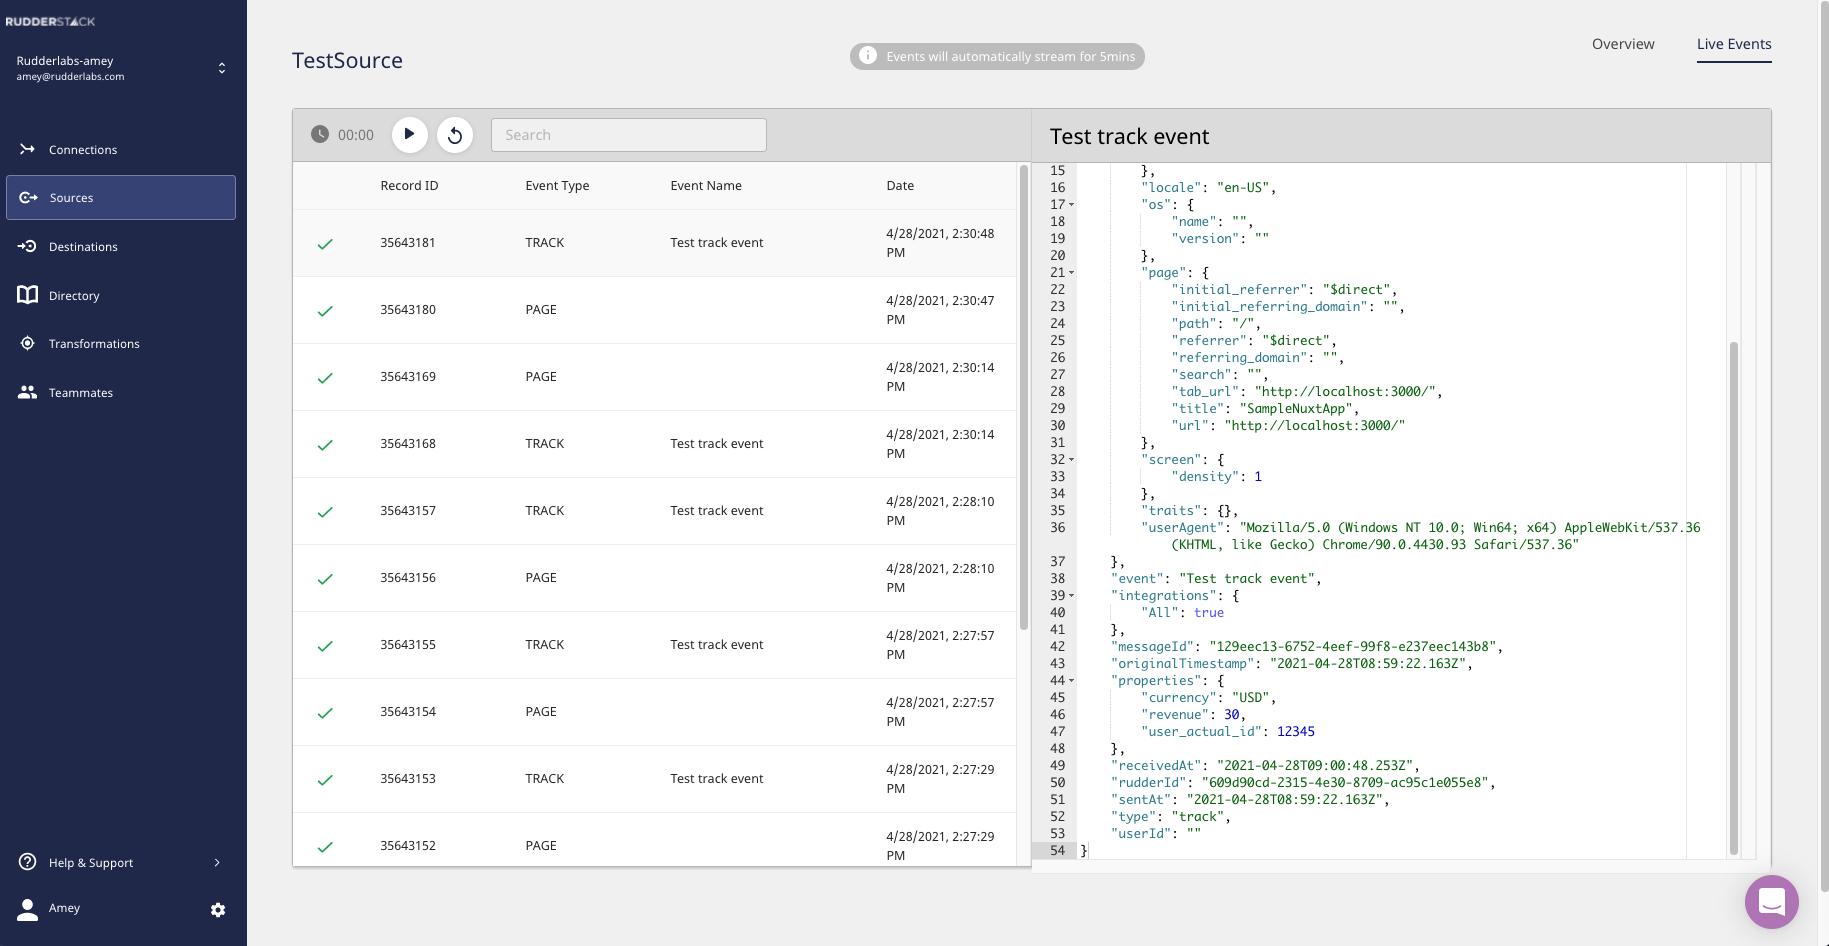 RUDDERSTACK
Rudderlabs-amey
amey@rudderlabs.com
Connections
Sources
Destinations
Directory
Transformations
Teammates
Help & Support
Amey
TestSource
Events will automatically stream for 5mins
Overview
Live Events
00:00
Search
Record ID Event Type Event Name Date
35643181 TRACK Test track event 4/28/2021, 2:30:48
PM
35643180 PAGE 4/28/2021, 2:30:47
PM
35643169 PAGE 4/28/2021, 2:30:14
PM
35643168 TRACK Test track event 4/28/2021, 2:30:14
PM
35643157 TRACK Test track event 4/28/2021, 2:28:10
PM
35643156 PAGE 4/28/2021, 2:28:10
PM
35643155 TRACK Test track event 4/28/2021, 2:27:57
PM
35643154 PAGE 4/28/2021, 2:27:57
PM
35643153 TRACK Test track event 4/28/2021, 2:27:29
PM
35643152 PAGE 4/28/2021, 2:27:29
PM
Test track event
15 },
16 "locale": "en-US",
17 "os": {
18 "name": "",
19 "version": ""
20 },
21 "page": {
22 "initial_referrer": "$direct",
23 "initial_referring_domain": "",
24 "path": "/",
25 "referrer": "$direct",
26 "referring_domain": "",
27 "search": "",
28 "tab_url": "http://localhost:3000/",
29 "title": "SampleNuxtApp",
30 "url": "http://localhost:3000/"
31 },
32 "screen": {
33 "density": 1
34 },
35 "traits": {},
36 "userAgent": "Mozilla/5.0 (Windows NT 10.0; Win64; x64) AppleWebKit/537.36
(KHTML, like Gecko) Chrome/90.0.4430.93 Safari/537.36"
37 },
38 "event": "Test track event",
39 "integrations": {
40 "All": true
41 },
42 "messageId": "129eec13-6752-4eef-99f8-e237eec143b8",
43 "originalTimestamp": "2021-04-28T08:59:22.163Z",
44 "properties": {
45 "currency": "USD",
46 "revenue": 30,
47 "user_actual_id": 12345
48 },
49 "receivedAt": "2021-04-28T09:00:48.253Z",
50 "rudderId": "609d90cd-2315-4e30-8709-ac95c1e055e8",
51 "sentAt": "2021-04-28T08:59:22.163Z",
52 "type": "track",
53 "userId": ""
54 }